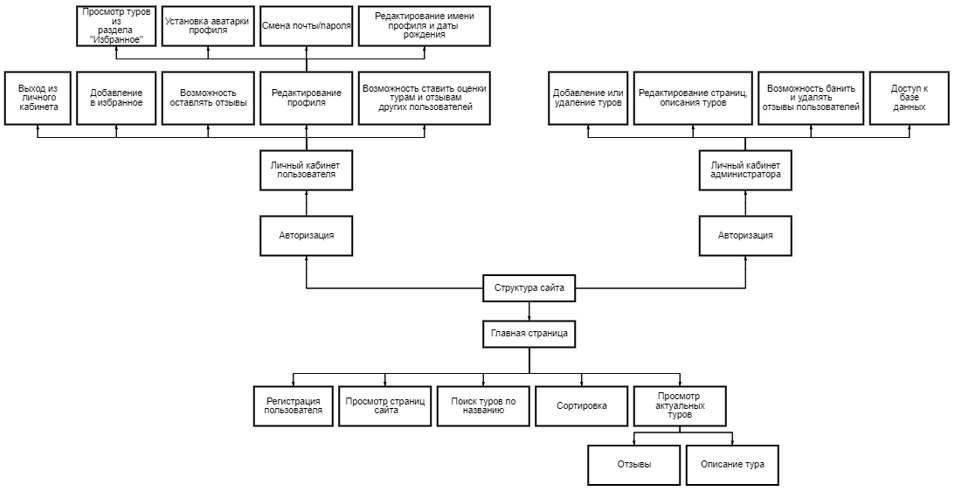 Просмотр туров
из
раздела
"Избранное"
Установка аватарки
профиля
Смена почты/пароля
Редактирование имени
профиля и даты
рождения
Выход из
личного
кабинета
Добавление
в избранное
Возможность
оставлять отзывы
Редактирование
профиля
Возможность ставить оценки
турам и отзывам
других пользователей
Добавление или
удаление туров
Редактирование страниц,
описания туров
Возможность банить
и удалять
отзывы пользователей
Доступ к
базе
данных
Личный кабинет
пользователя
Личный кабинет
администратора
Авторизация
Авторизация
Структура сайта
Главная страница
Регистрация
пользователя
Просмотр страниц
сайта
Поиск туров по
названию
Сортировка
Просмотр
актуальных
туров
Отзывы
Описание тура